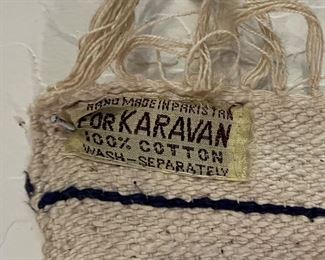 HAND MADE IN PAKISTAN
FOR KARAVAN
100% COTTON
WASH-SEPARATELY